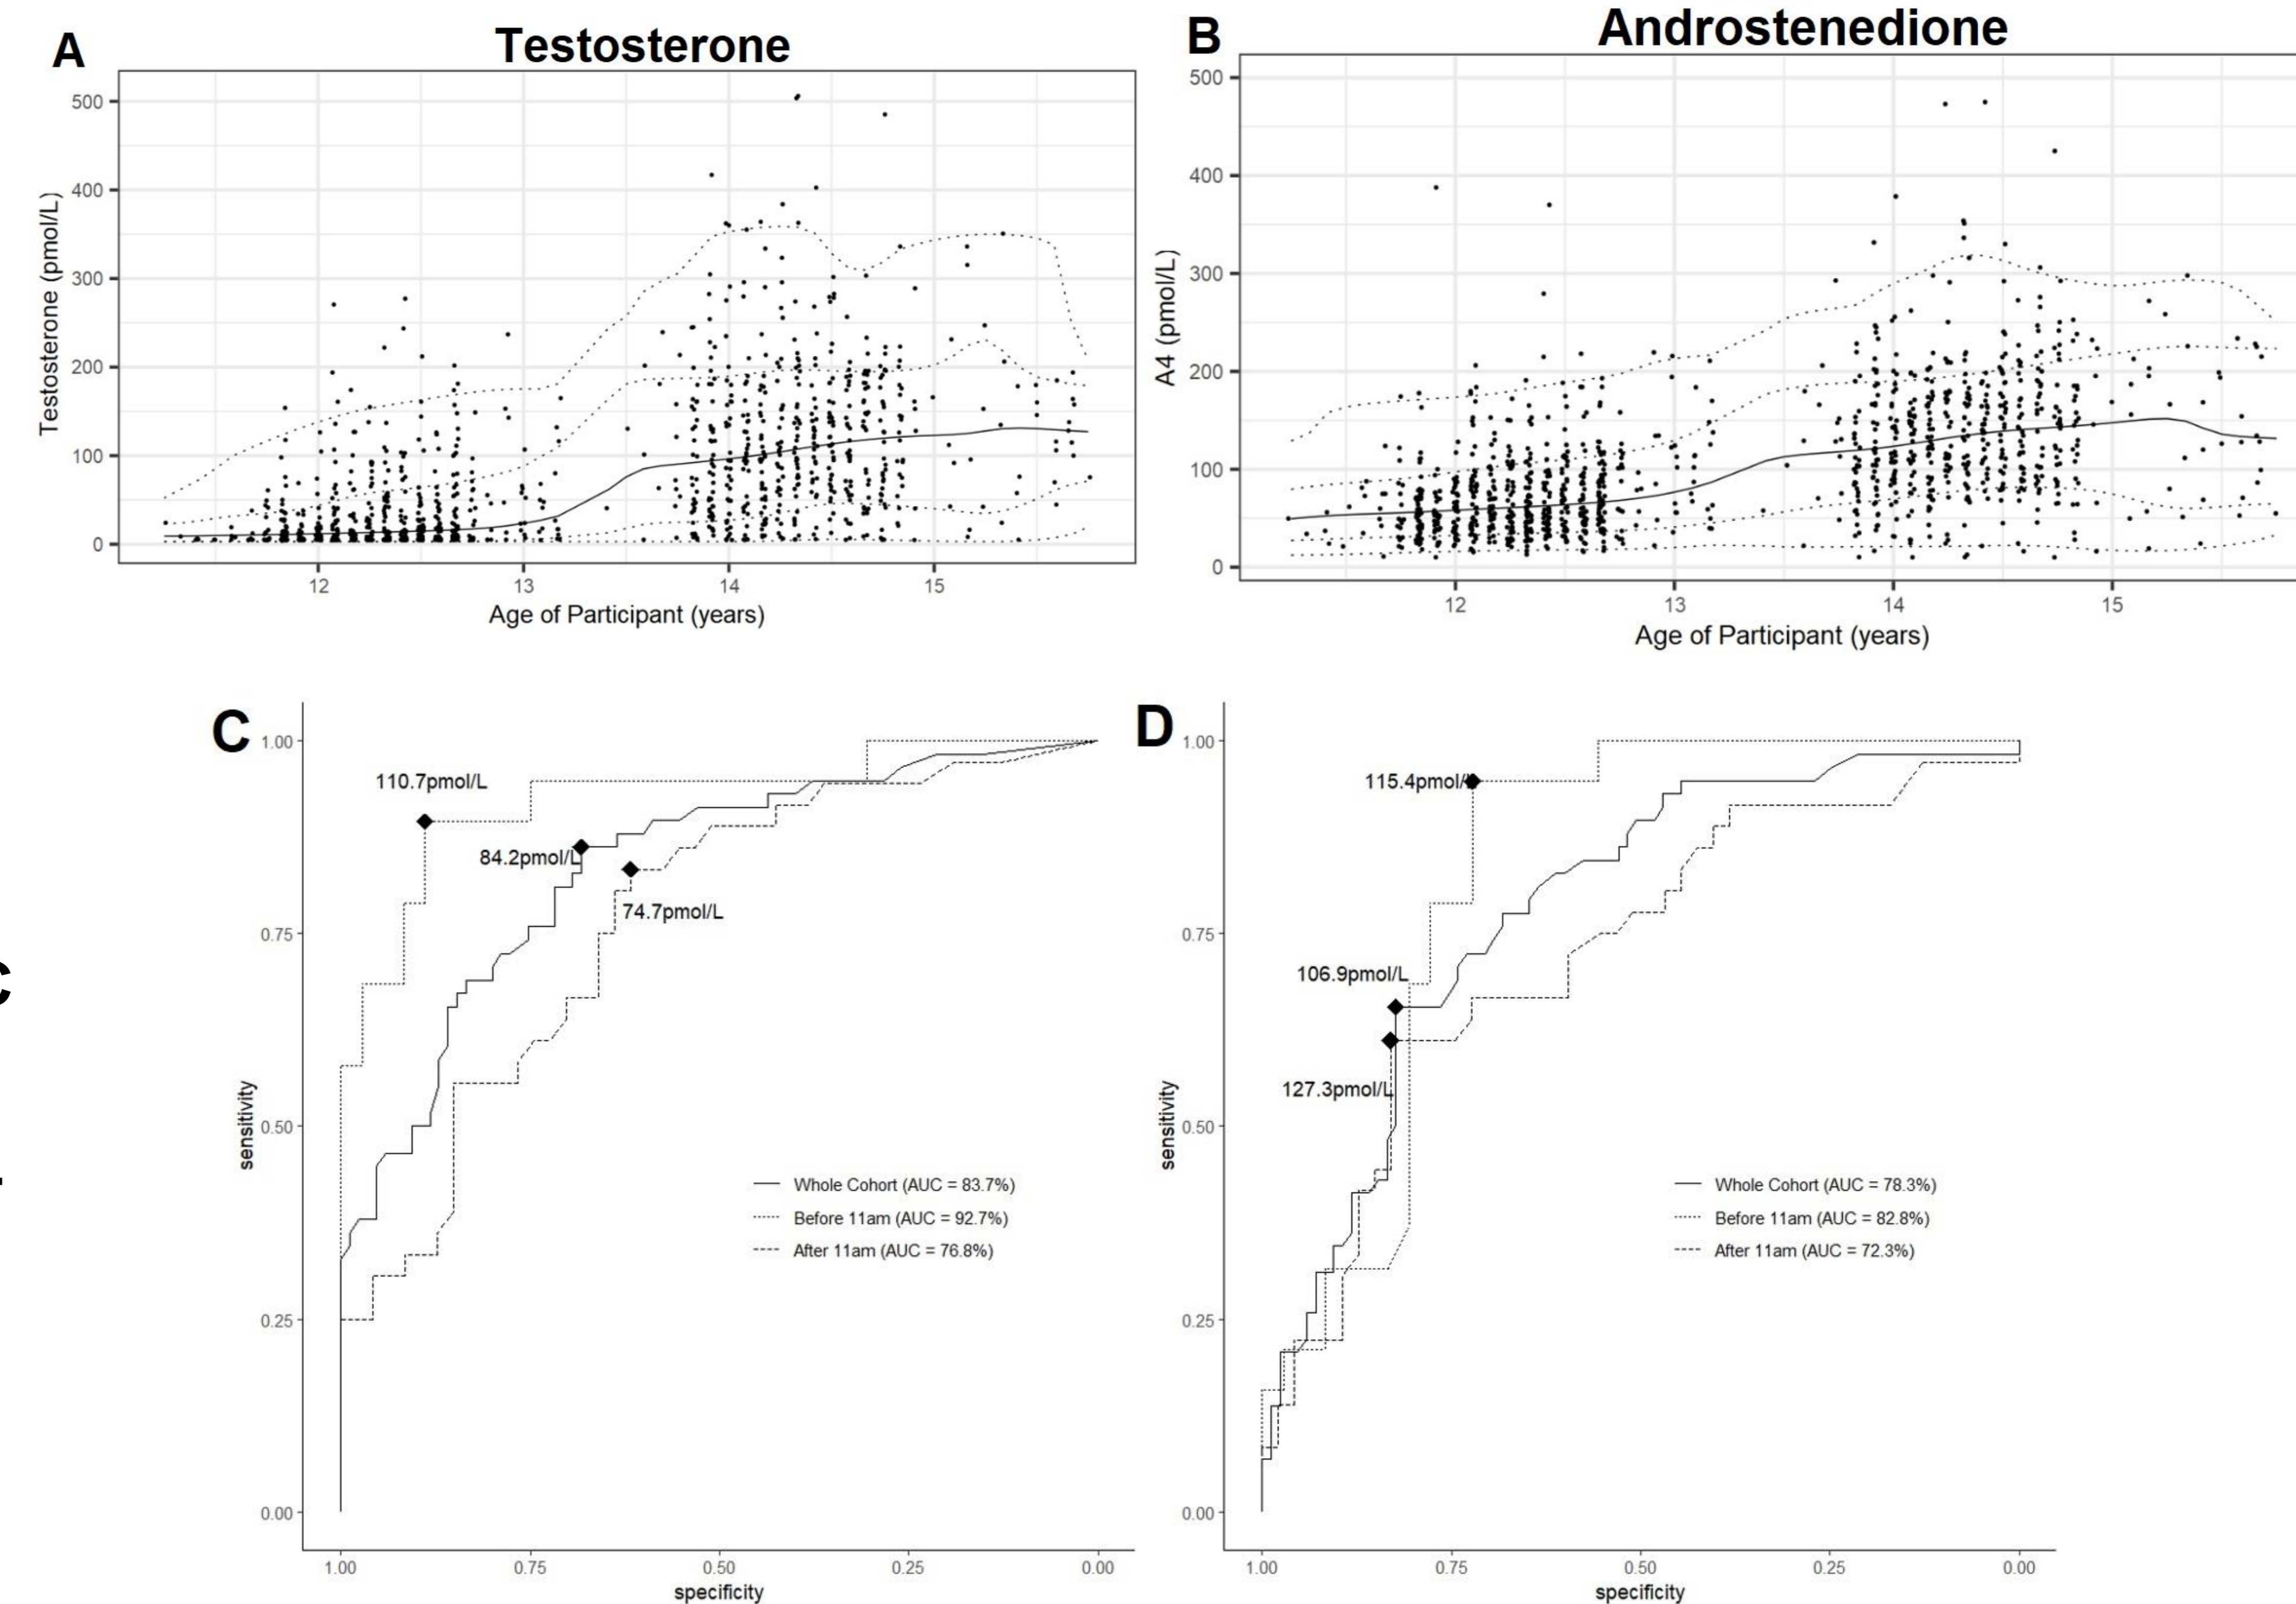 A
Testosterone
500
400
300
200
100
0
Testosterone (pmol/L)
12 13 14 15
Age of Participant (years)
B
Androstenedione
500
400
300
200
100
0
A4 (pmol/L)
12 13 14 15
Age of Participant (years)
C
1.00
0.75
0.50
0.25
0.00
sensitivity
110.7pmol/L
84.2pmol/L
74.7pmol/L
Whole Cohort (AUC = 83.7%)
Before 11am (AUC = 92.7%)
After 11am (AUC = 76.8%)
1.00 0.75 0.50 0.25 0.00
specificity
D
1.00
0.75
0.50
0.25
0.00
sensitivity
115.4pmol/
106.9pmol/L
127.3pmol/L
Whole Cohort (AUC = 78.3%)
Before 11am (AUC = 82.8%)
After 11am (AUC = 72.3%)
1.00 0.75 0.50 0.25 0.00
specificity